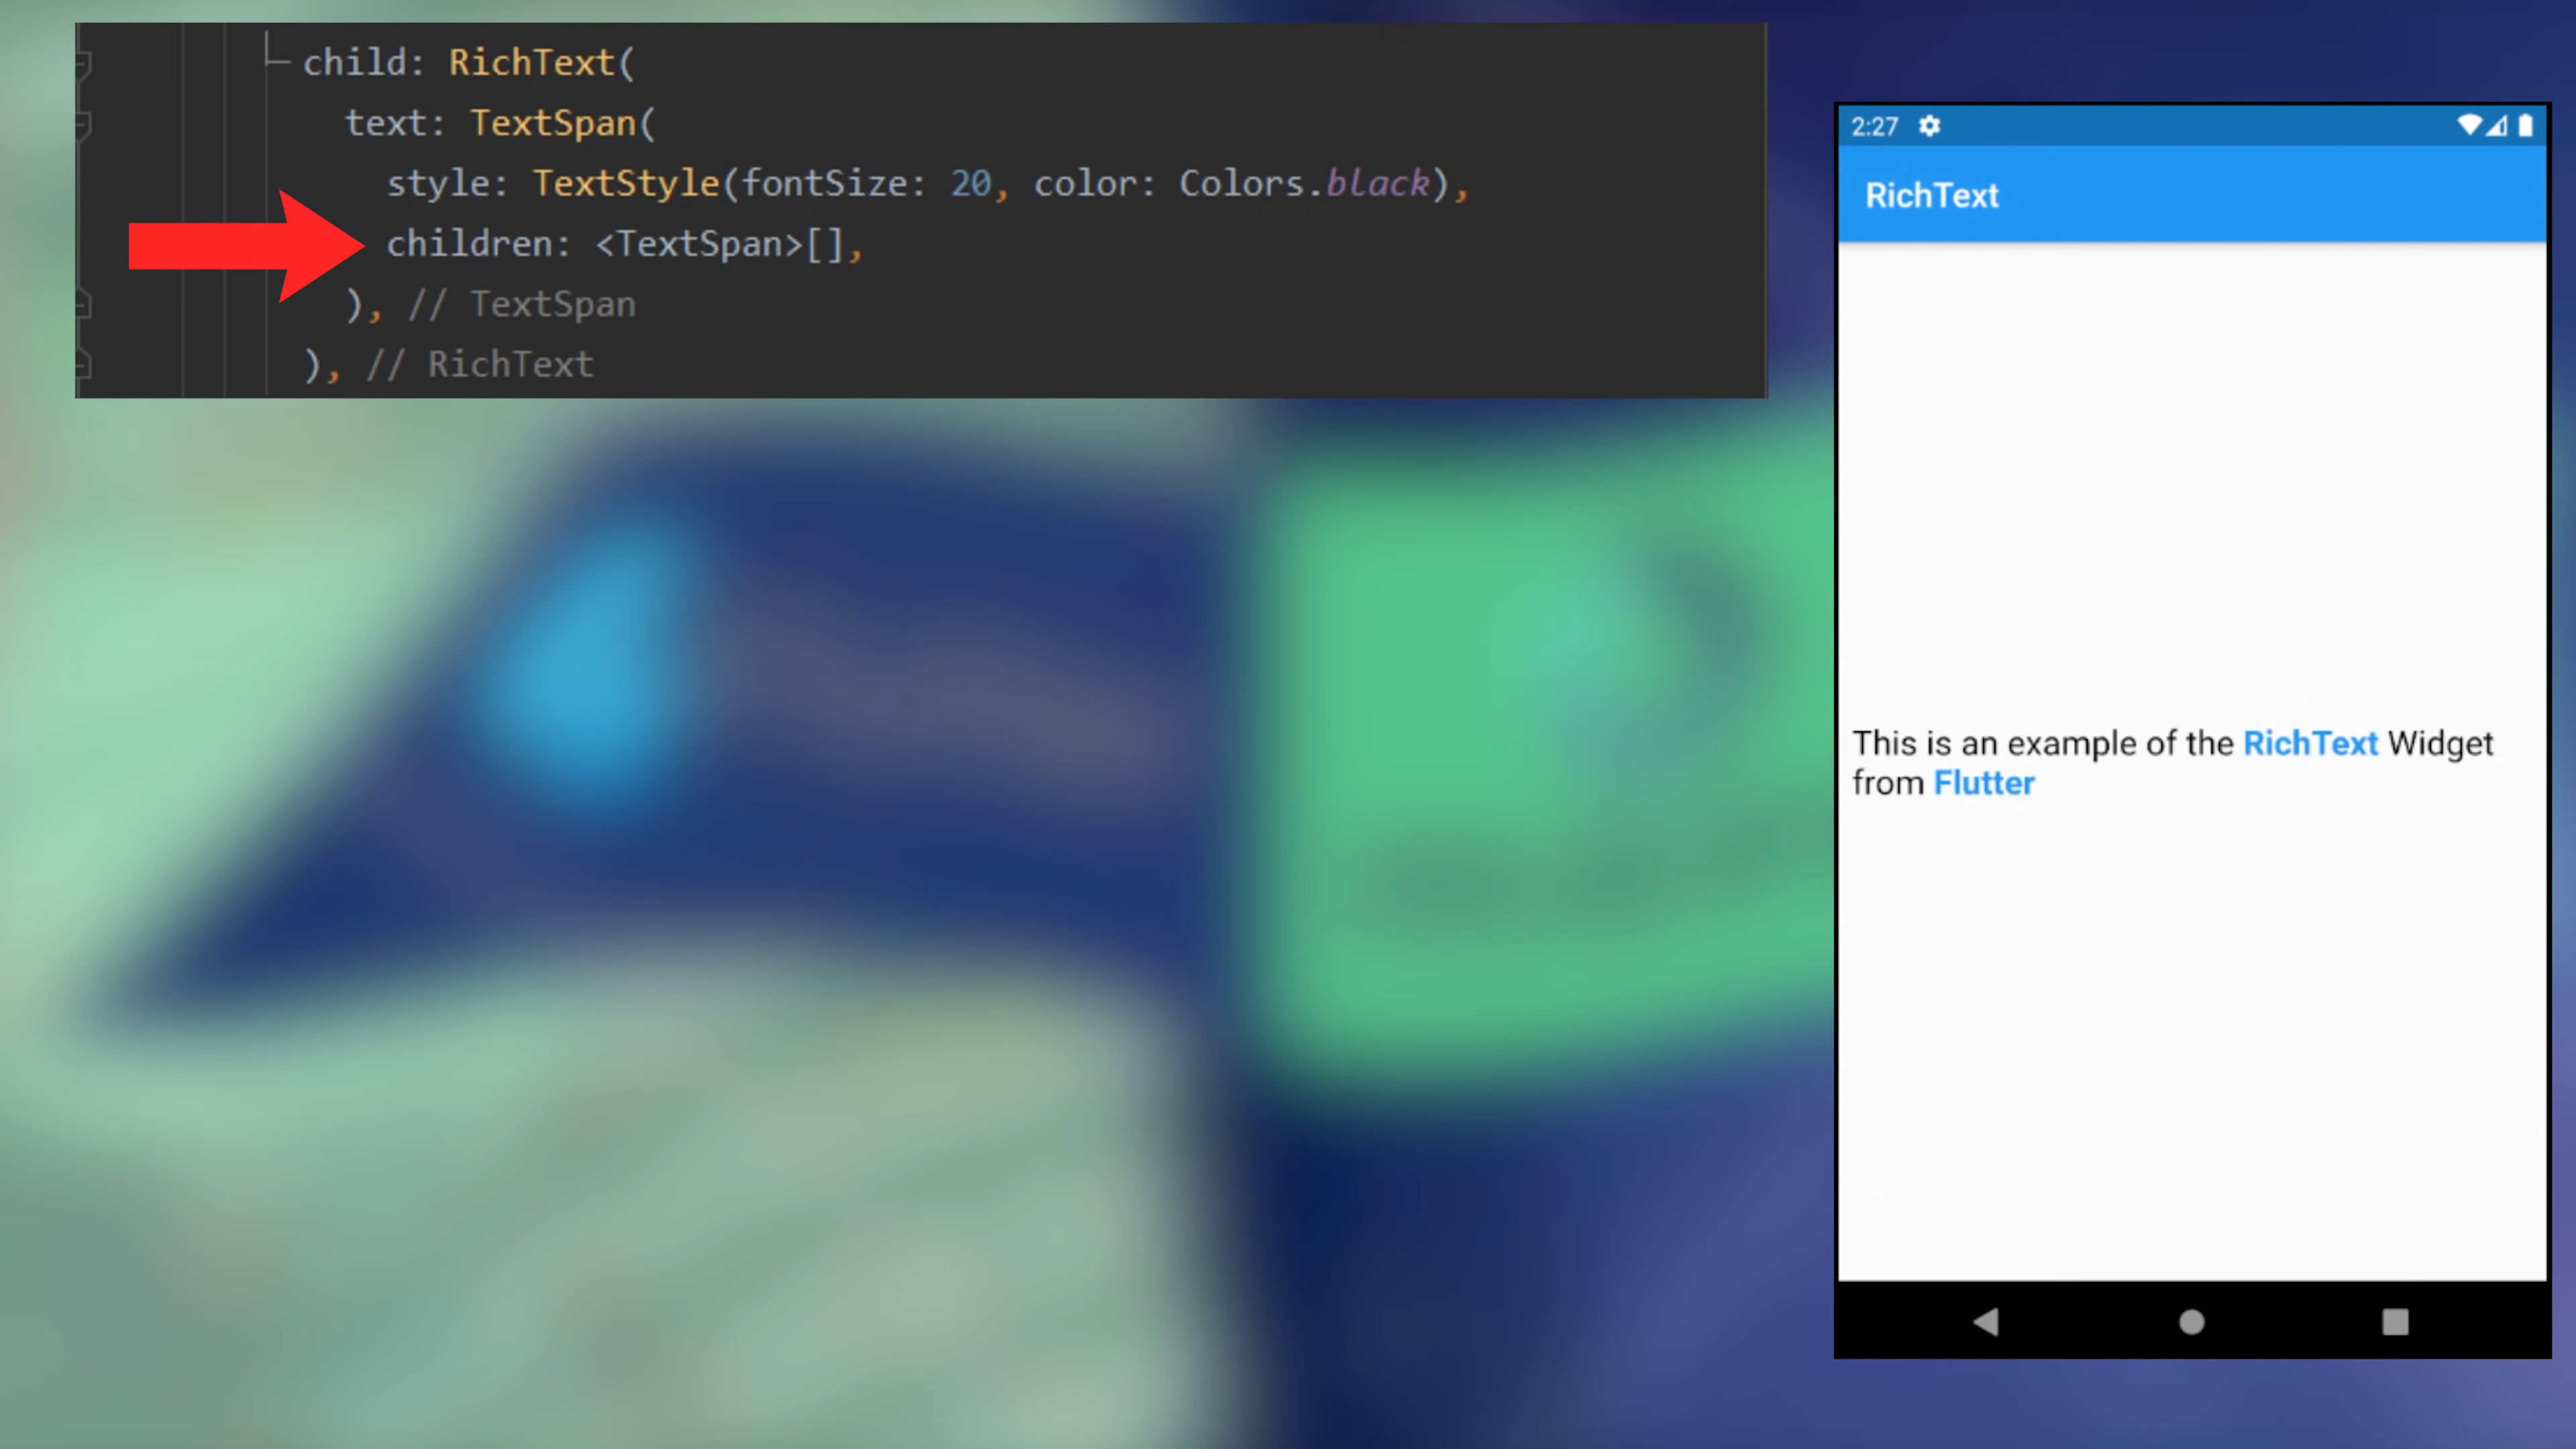 child: RichText(
text: TextSpan(
style: TextStyle(fontSize: 20, color: Colors.black),
children: <TextSpan>[],
), // TextSpan
), // RichText
2:27
RichText
This is an example of the RichText Widget
from Flutter